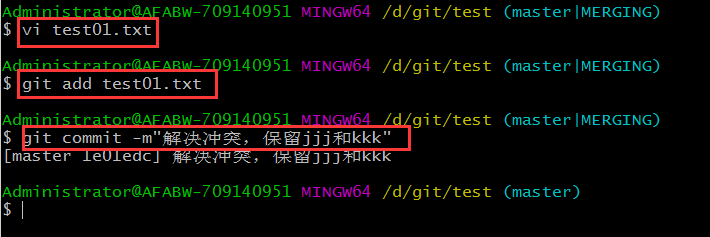 Administrator@AFABW-709140951 MINGW64 /d/git/test (master|MERGING)
$ vi test01.txt
Administrator@AFABW-709140951 MINGW64 /d/git/test (master|MERGING)
$ git add test01.txt
Administrator@AFABW-709140951 MINGW64 /d/git/test (master|MERGING)
$ git commit -m"解决冲突，保留jjj和kkk"
[master 1e01edc] 解决冲突，保留jjj和kkk
Administrator@AFABW-709140951 MINGW64 /d/git/test (master)
$